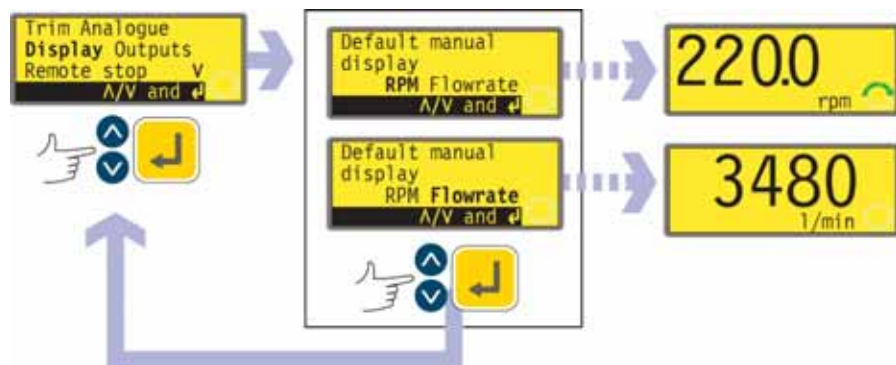 Trim Analogue
Display Outputs
Remote stop V
Λ/V and ↲
Default manual
display
RPM Flowrate
Λ/V and ↲
220.0
rpm
Default manual
display
RPM Flowrate
Λ/V and ↲
3480
l/min